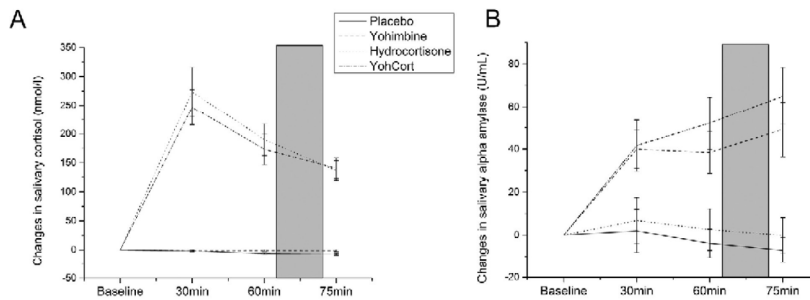 A
Changes in salivary cortisol (nmol/l)
350
300
250
200
150
100
50
0
-50
Baseline
30min
60min
75min
Placebo
Yohimbine
Hydrocortisone
YohCort
B
Changes in salivary alpha amylase (U/mL)
80
60
40
20
0
-20
Baseline
30min
60min
75min